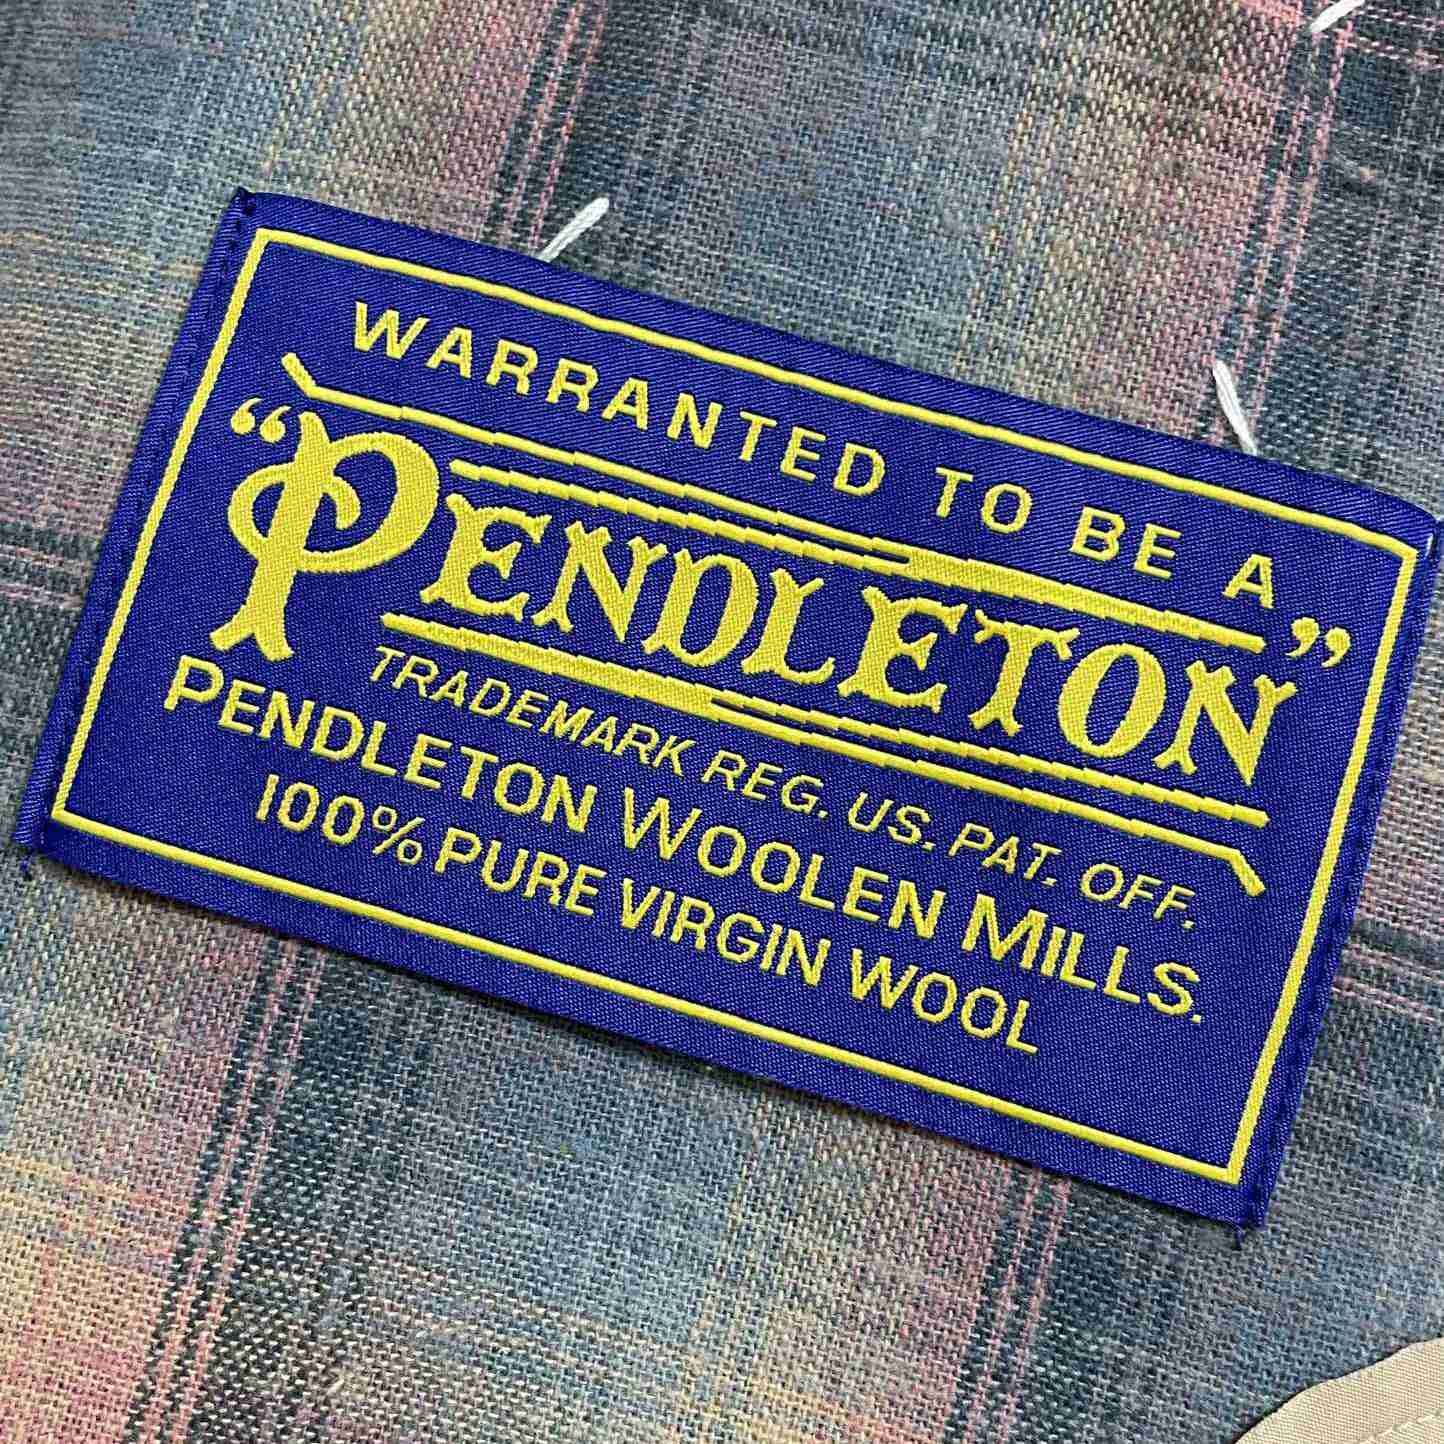 WARRANTED TO BE A
“PENDLETON”
TRADEMARK REG. US. PAT. OFF.
PENDLETON WOOLEN MILLS.
100% PURE VIRGIN WOOL